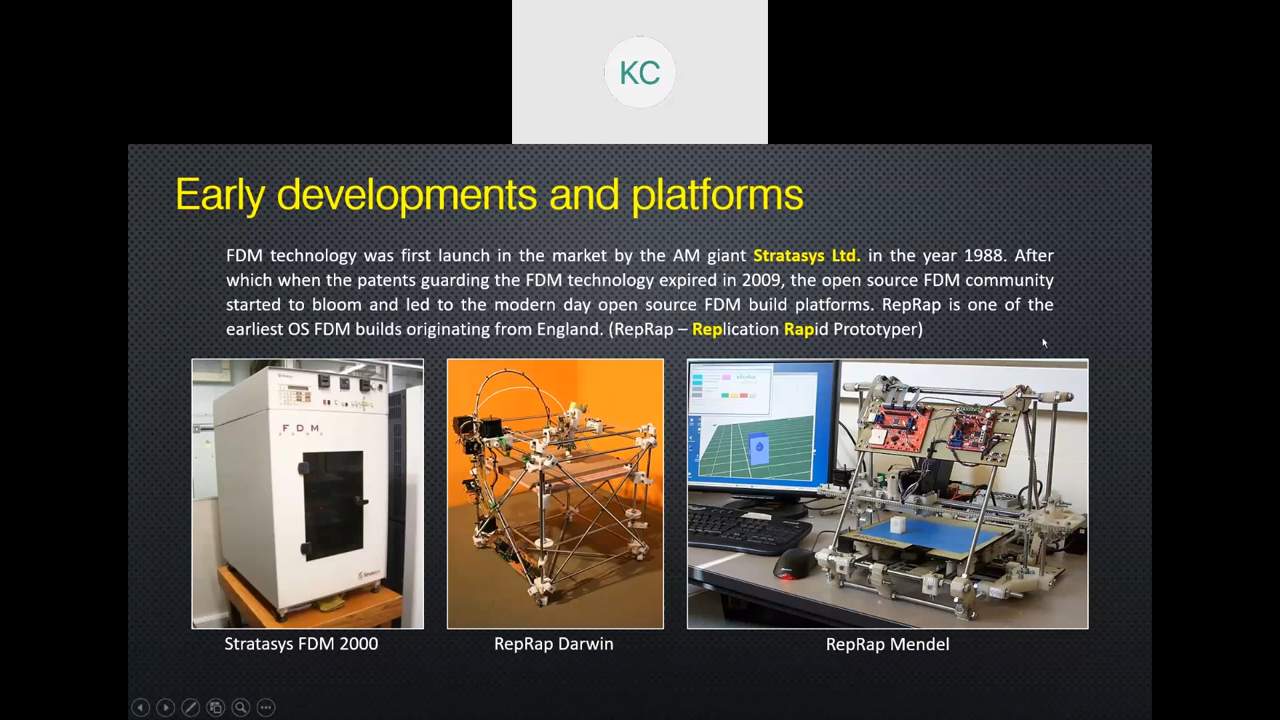 KC
Early developments and platforms
FDM technology was first launch in the market by the AM giant Stratasys Ltd. in the year 1988. After
which when the patents guarding the FDM technology expired in 2009, the open source FDM community
started to bloom and led to the modern day open source FDM build platforms. RepRap is one of the
earliest OS FDM builds originating from England. (RepRap – Replication Rapid Prototyper)
FDM
Stratasys FDM 2000
RepRap Darwin
RepRap Mendel